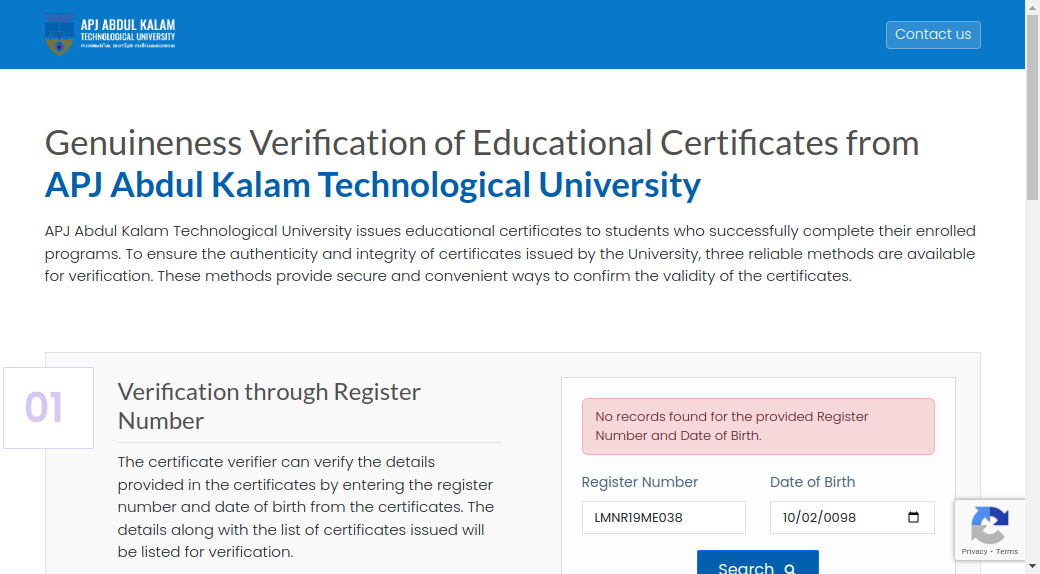 APJ ABDUL KALAM
TECHNOLOGICAL UNIVERSITY
Contact us
Genuineness Verification of Educational Certificates from
APJ Abdul Kalam Technological University
APJ Abdul Kalam Technological University issues educational certificates to students who successfully complete their enrolled
programs. To ensure the authenticity and integrity of certificates issued by the University, three reliable methods are available
for verification. These methods provide secure and convenient ways to confirm the validity of the certificates.
01
Verification through Register
Number
The certificate verifier can verify the details
provided in the certificates by entering the register
number and date of birth from the certificates. The
details along with the list of certificates issued will
be listed for verification.
No records found for the provided Register
Number and Date of Birth.
Register Number
Date of Birth
LMNR19ME038
10/02/0098
Search
Privacy - Terms